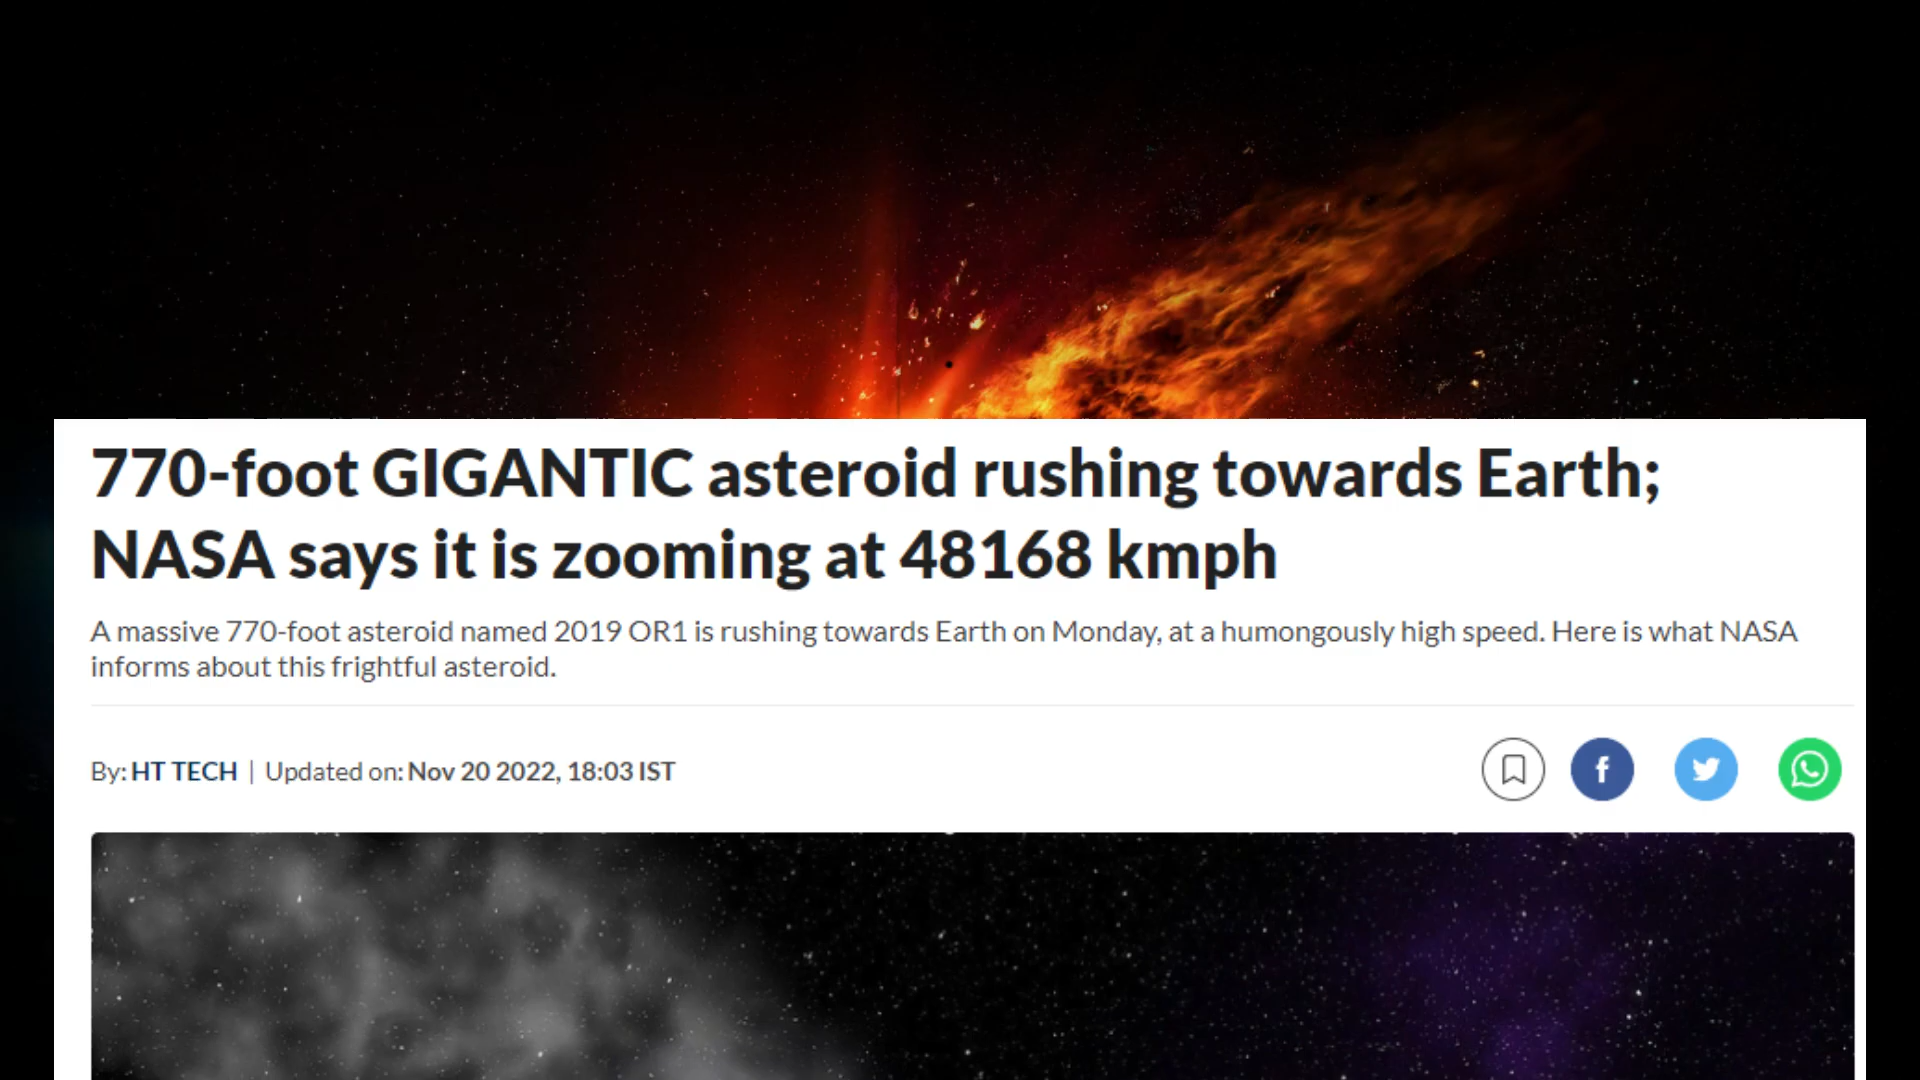 770-foot GIGANTIC asteroid rushing towards Earth;
NASA says it is zooming at 48168 kmph
A massive 770-foot asteroid named 2019 OR1 is rushing towards Earth on Monday, at a humongously high speed. Here is what NASA
informs about this frightful asteroid.
By: HT TECH | Updated on: Nov 20 2022, 18:03 IST